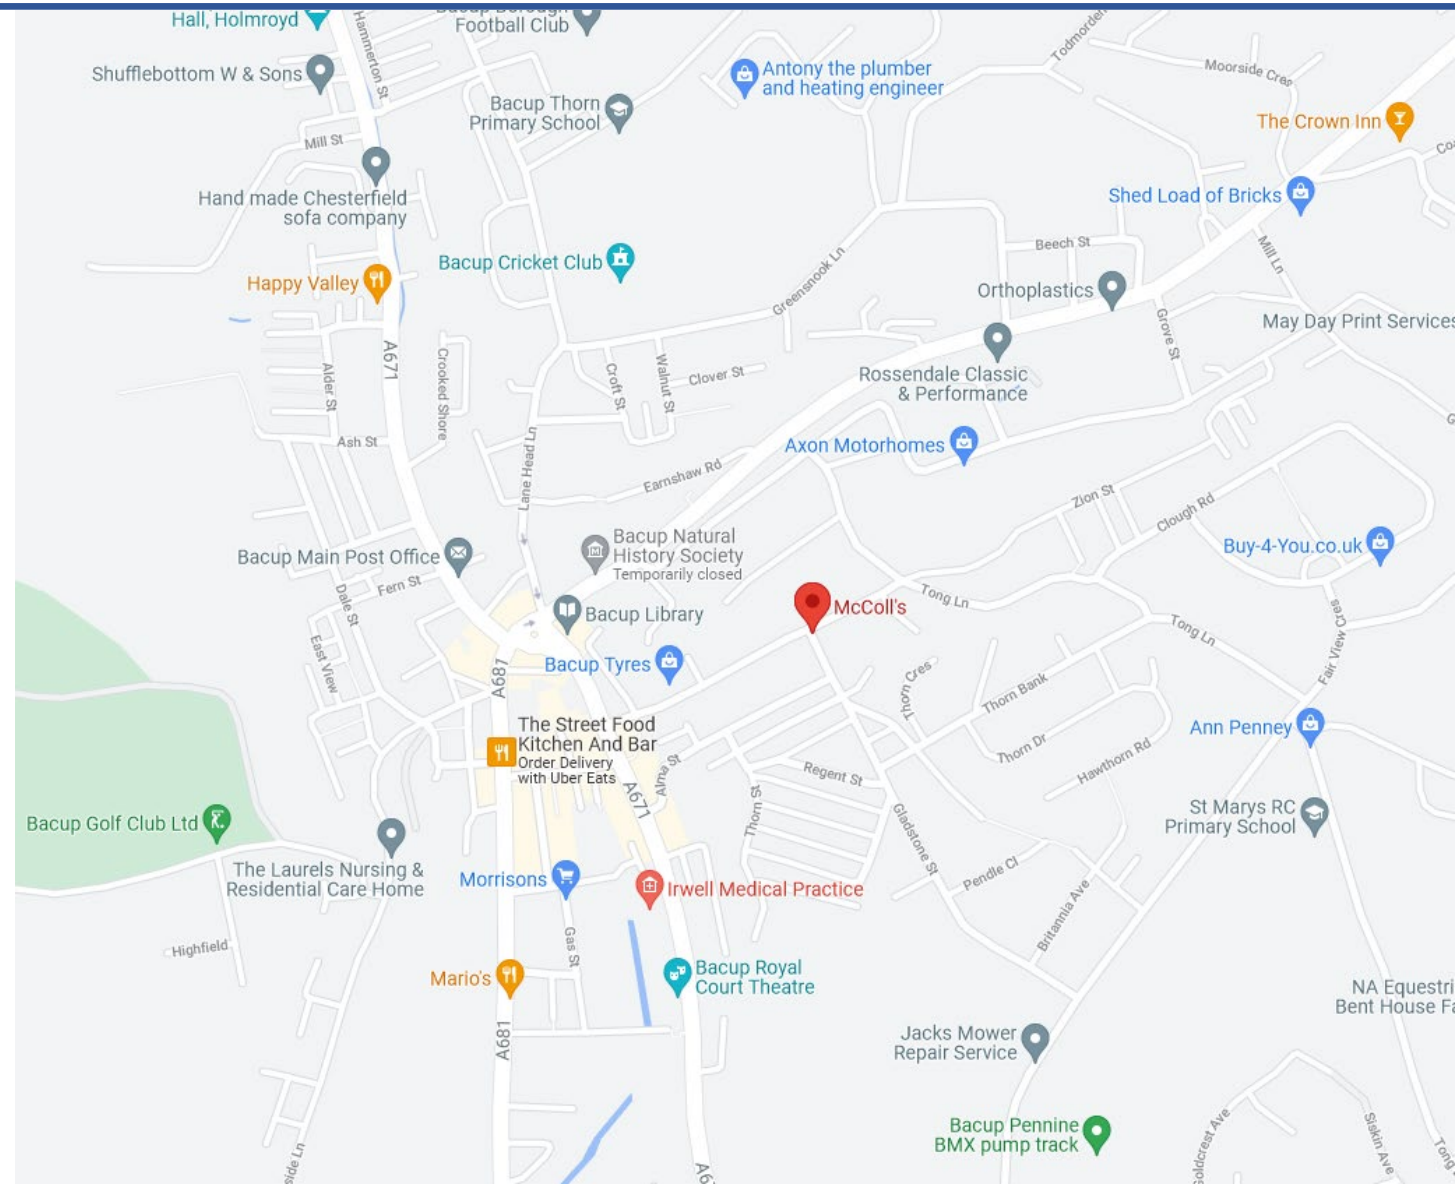 Hall, Holmroyd
Hammerton St
Football Club
Todmorden
Shufflebottom W & Sons
Antony the plumber
and heating engineer
Moorside Cres
Bacup Thorn
Primary School
The Crown Inn
Mill St
Hand made Chesterfield
sofa company
Shed Load of Bricks
Beech St
Mill Ln
Bacup Cricket Club
Greensnook Ln
Happy Valley
Orthoplastics
May Day Print Services
Grove St
A671
Crooked Shore
Alder St
Croft St
Walnut St
Clover St
Rossendale Classic
& Performance
Ash St
Lane Head Ln
Earnshaw Rd
Axon Motorhomes
Zion St
Clough Rd
Bacup Natural
History Society
Temporarily closed
Buy-4-You.co.uk
Bacup Main Post Office
Fern St
Dale St
Tong Ln
McColl's
Bacup Library
Tong Ln
Fair View Cres
East View
A681
Bacup Tyres
Thorn Cres
Thorn Bank
The Street Food
Kitchen And Bar
Order Delivery
with Uber Eats
Ann Penney
Thorn Dr
Hawthorn Rd
Alma St
Regent St
A671
Thorn St
Gladstone St
St Marys RC
Primary School
Bacup Golf Club Ltd
The Laurels Nursing &
Residential Care Home
Morrisons
Irwell Medical Practice
Pendle Cl
Britannia Ave
Highfield
Gas St
Mario's
Bacup Royal
Court Theatre
NA Equestri
Bent House Fa
A681
Jacks Mower
Repair Service
Bacup Pennine
BMX pump track
Siskin Ave
oldcrest Ave
Tong
side Ln
A67